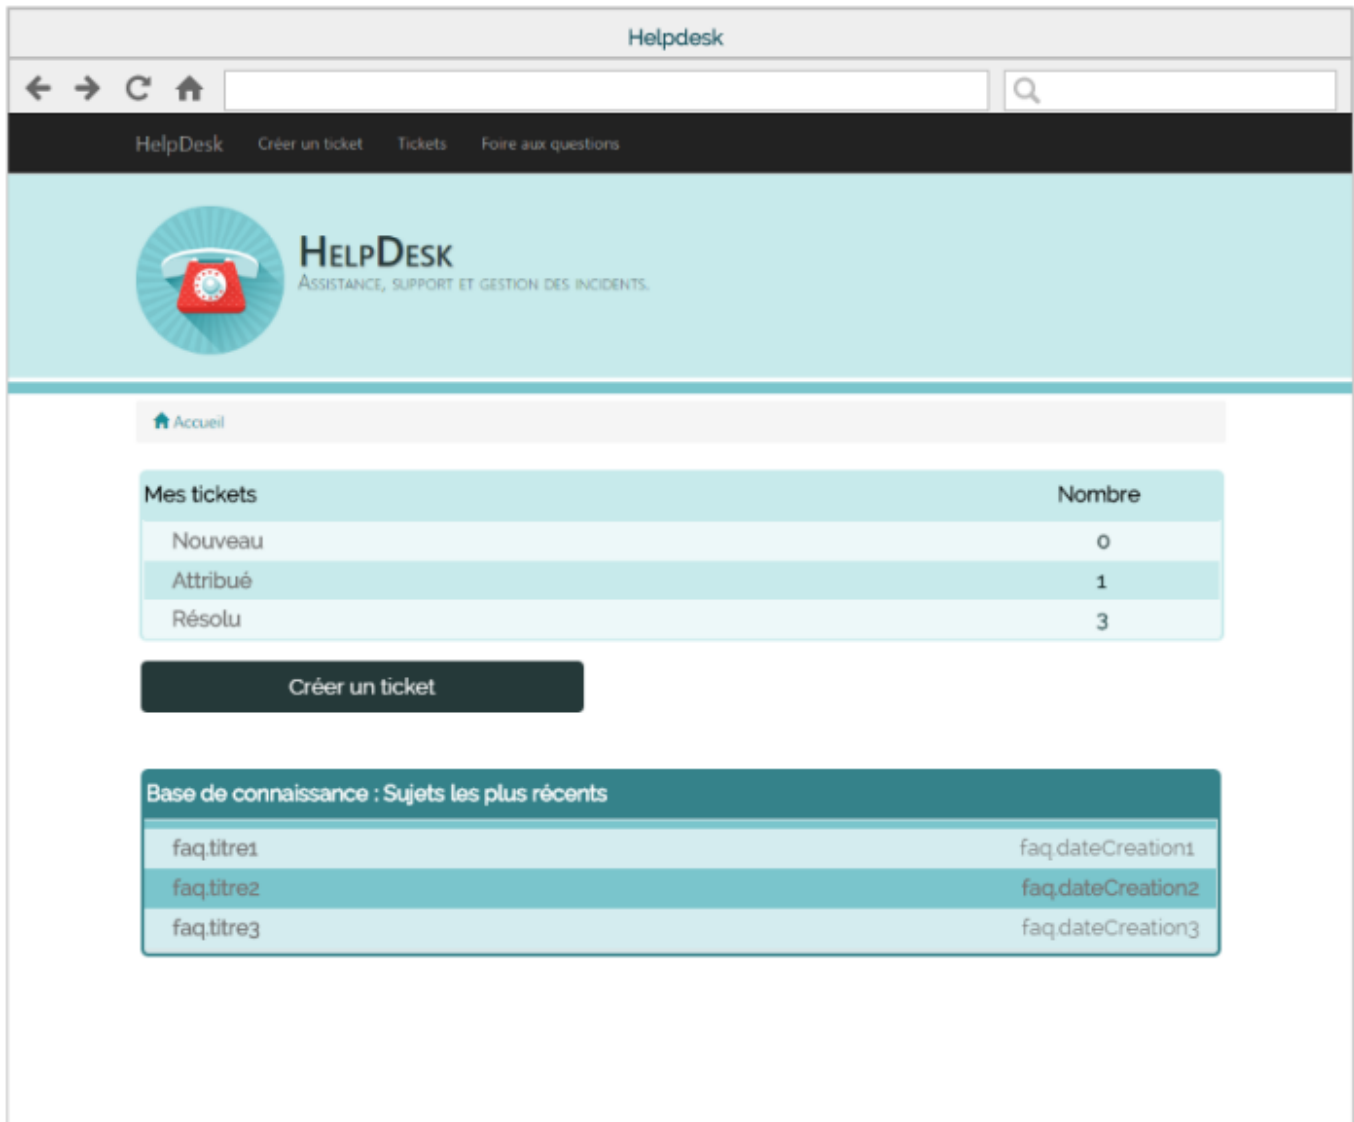 Helpdesk
HelpDesk Créer un ticket Tickets Foire aux questions
HelpDesk
Assistance, support et gestion des incidents.
Accueil
Mes tickets Nombre
Nouveau 0
Attribué 1
Résolu 3
Créer un ticket
Base de connaissance : Sujets les plus récents
faq.titre1 faq.dateCreation1
faq.titre2 faq.dateCreation2
faq.titre3 faq.dateCreation3